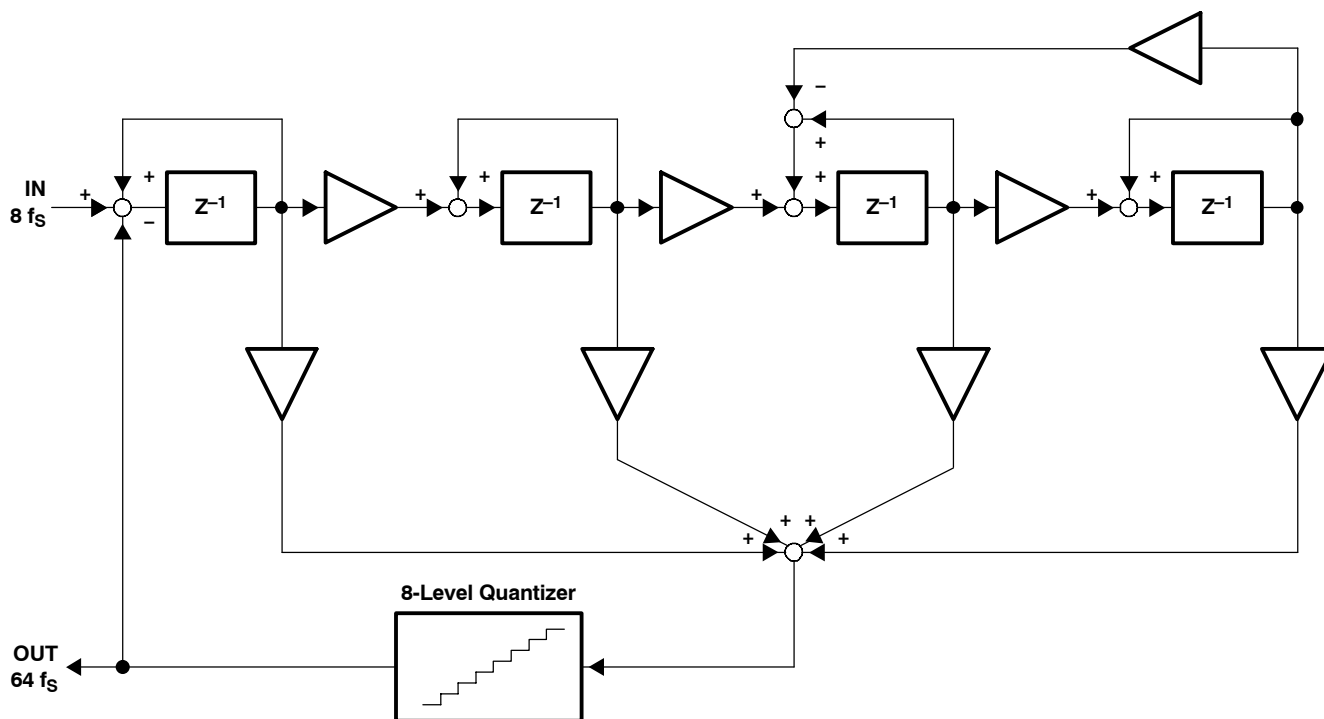 −
+
+ + + + +
IN + Z⁻¹ + Z⁻¹ + Z⁻¹ + Z⁻¹
8 fS −
+ +
+ +
8-Level Quantizer
OUT
64 fS